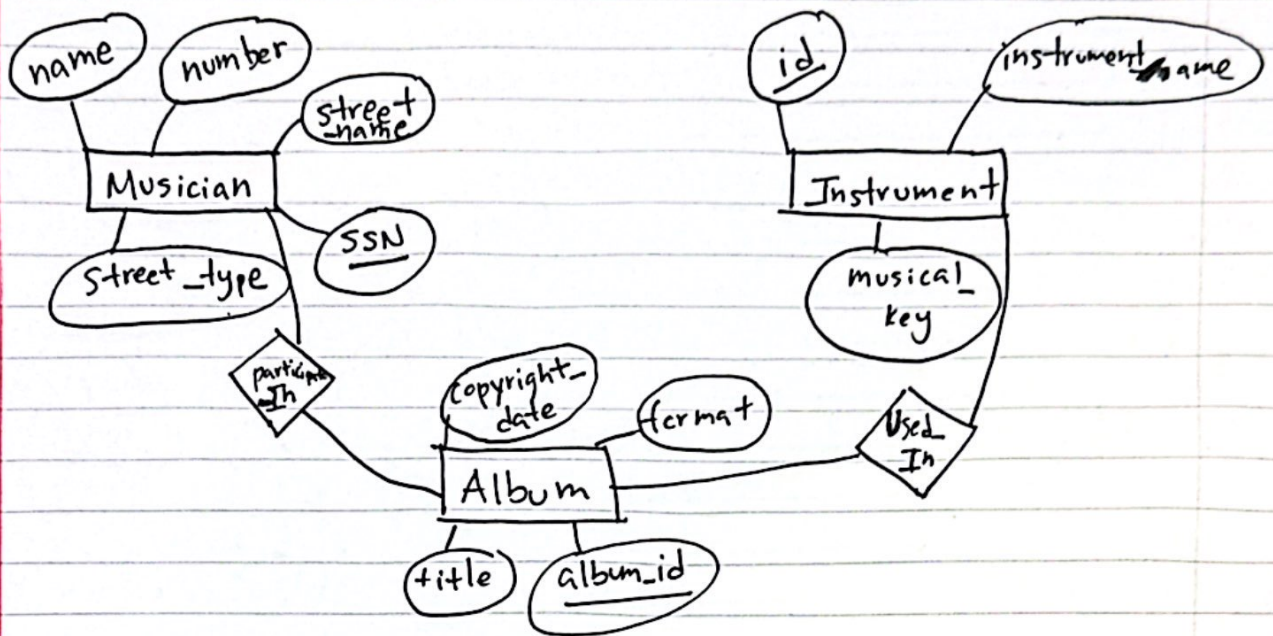 name
number
id
instrument_name
street
_name
Musician
Instrument
SSN
street_type
musical_
key
participate
_In
copyright_
date
format
Used_
In
Album
title
album_id